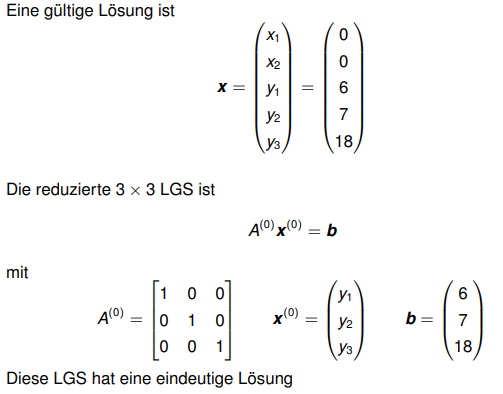 Eine gültige Lösung ist
x = (x₁ x₂ y₁ y₂ y₃) = (0 0 6 7 18)
Die reduzierte 3 × 3 LGS ist
A⁽⁰⁾x⁽⁰⁾ = b
mit
A⁽⁰⁾ = [1 0 0; 0 1 0; 0 0 1] x⁽⁰⁾ = (y₁ y₂ y₃) b = (6 7 18)
Diese LGS hat eine eindeutige Lösung